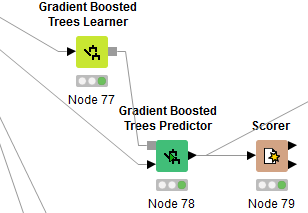 Gradient Boosted
Trees Learner
Node 77
Gradient Boosted
Trees Predictor
Node 78
Scorer
Node 79